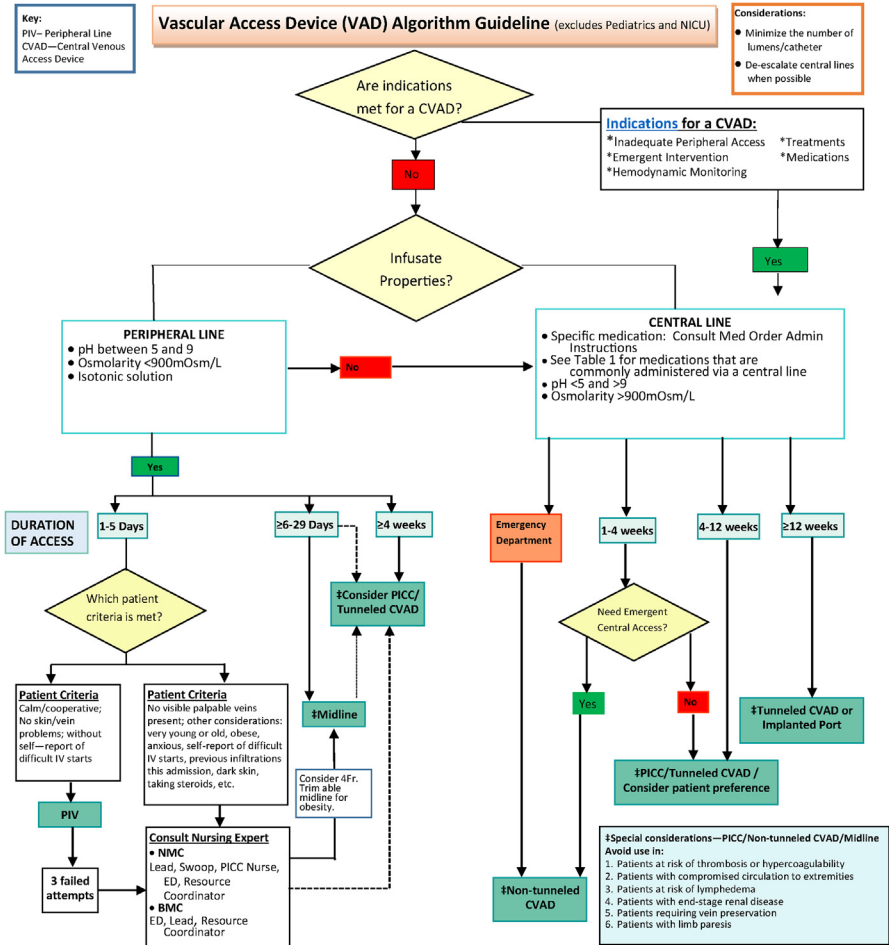 Key:
PIV– Peripheral Line
CVAD—Central Venous
Access Device
Vascular Access Device (VAD) Algorithm Guideline (excludes Pediatrics and NICU)
Considerations:
● Minimize the number of
lumens/catheter
● De-escalate central lines
when possible
Are indications
met for a CVAD?
Indications for a CVAD:
*Inadequate Peripheral Access *Treatments
*Emergent Intervention *Medications
*Hemodynamic Monitoring
No
Yes
Infusate
Properties?
PERIPHERAL LINE
● pH between 5 and 9
● Osmolarity <900mOsm/L
● Isotonic solution
No
CENTRAL LINE
● Specific medication: Consult Med Order Admin
Instructions
● See Table 1 for medications that are
commonly administered via a central line
● pH <5 and >9
● Osmolarity >900mOsm/L
Yes
DURATION
OF ACCESS
1-5 Days
≥6-29 Days
≥4 weeks
Emergency
Department
1-4 weeks
4-12 weeks
≥12 weeks
Which patient
criteria is met?
‡Consider PICC/
Tunneled CVAD
Need Emergent
Central Access?
Patient Criteria
Calm/cooperative;
No skin/vein
problems; without
self—report of
difficult IV starts
Patient Criteria
No visible palpable veins
present; other considerations:
very young or old, obese,
anxious, self-report of difficult
IV starts, previous infiltrations
this admission, dark skin,
taking steroids, etc.
‡Midline
Yes
No
‡Tunneled CVAD or
Implanted Port
Consider 4Fr.
Trim able
midline for
obesity.
‡PICC/Tunneled CVAD /
Consider patient preference
PIV
3 failed
attempts
Consult Nursing Expert
● NMC
Lead, Swoop, PICC Nurse,
ED, Resource
Coordinator
● BMC
ED, Lead, Resource
Coordinator
‡Non-tunneled
CVAD
‡Special considerations—PICC/Non-tunneled CVAD/Midline
Avoid use in:
1. Patients at risk of thrombosis or hypercoagulability
2. Patients with compromised circulation to extremities
3. Patients at risk of lymphedema
4. Patients with end-stage renal disease
5. Patients requiring vein preservation
6. Patients with limb paresis